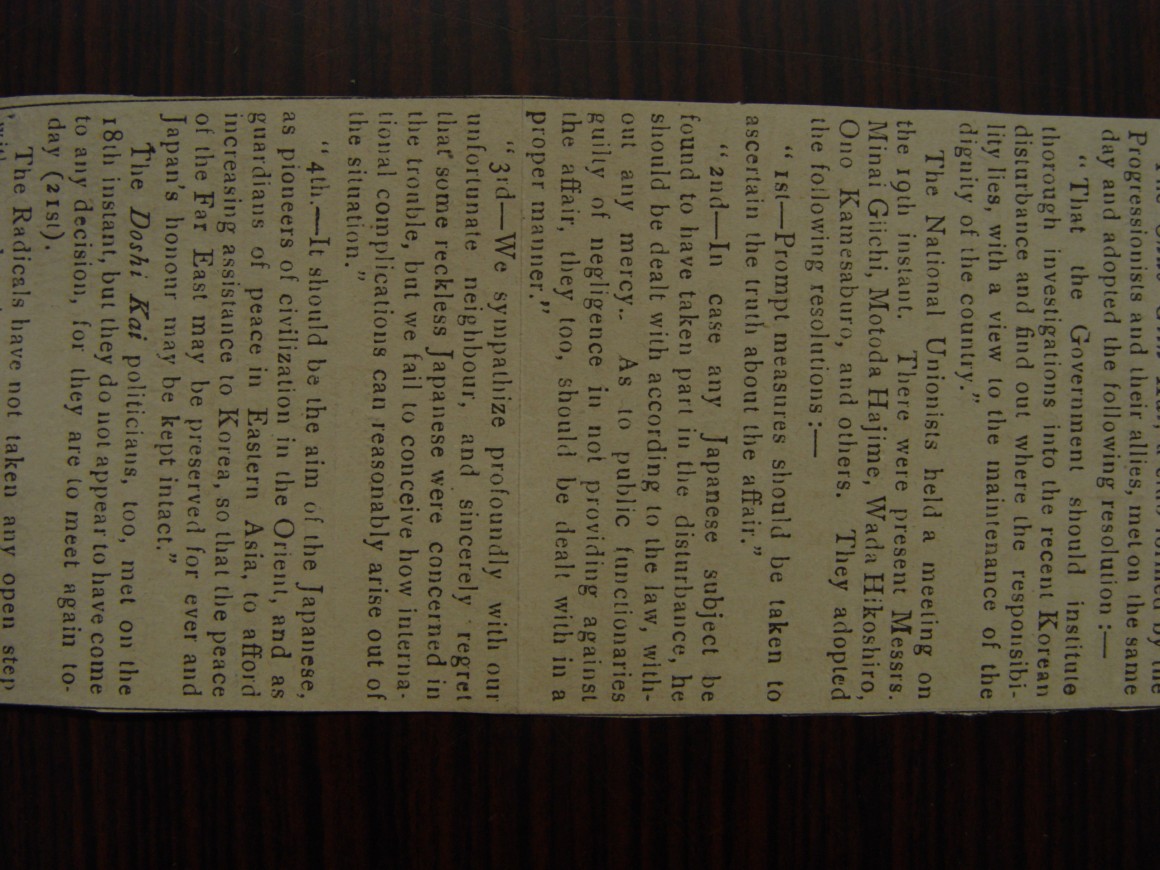 by the
Progressionists and their allies, met on the same
day and adopted the following resolution :—
“ That the Government should institute
thorough investigations into the recent Korean
disturbance and find out where the responsibi-
lity lies, with a view to the maintenance of the
dignity of the country.”
The National Unionists held a meeting on
the 19th instant. There were present Messrs.
Minai Giichi, Motoda Hajime, Wada Hikoshiro,
Ono Kamesaburo, and others. They adopted
the following resolutions :—
“ 1st—Prompt measures should be taken to
ascertain the truth about the affair.”
“ 2nd—In case any Japanese subject be
found to have taken part in the disturbance, he
should be dealt with according to the law, with-
out any mercy. As to public functionaries
guilty of negligence in not providing against
the affair, they too, should be dealt with in a
proper manner.”
“ 3rd—We sympathize profoundly with our
unfortunate neighbour, and sincerely regret
that some reckless Japanese were concerned in
the trouble, but we fail to conceive how interna-
tional complications can reasonably arise out of
the situation.”
“ 4th.—It should be the aim of the Japanese,
as pioneers of civilization in the Orient, and as
guardians of peace in Eastern Asia, to afford
increasing assistance to Korea, so that the peace
of the Far East may be preserved for ever and
Japan's honour may be kept intact.”
The Doshi Kai politicians, too, met on the
18th instant, but they do not appear to have come
to any decision, for they are to meet again to-
day (21st).
The Radicals have not taken any open step